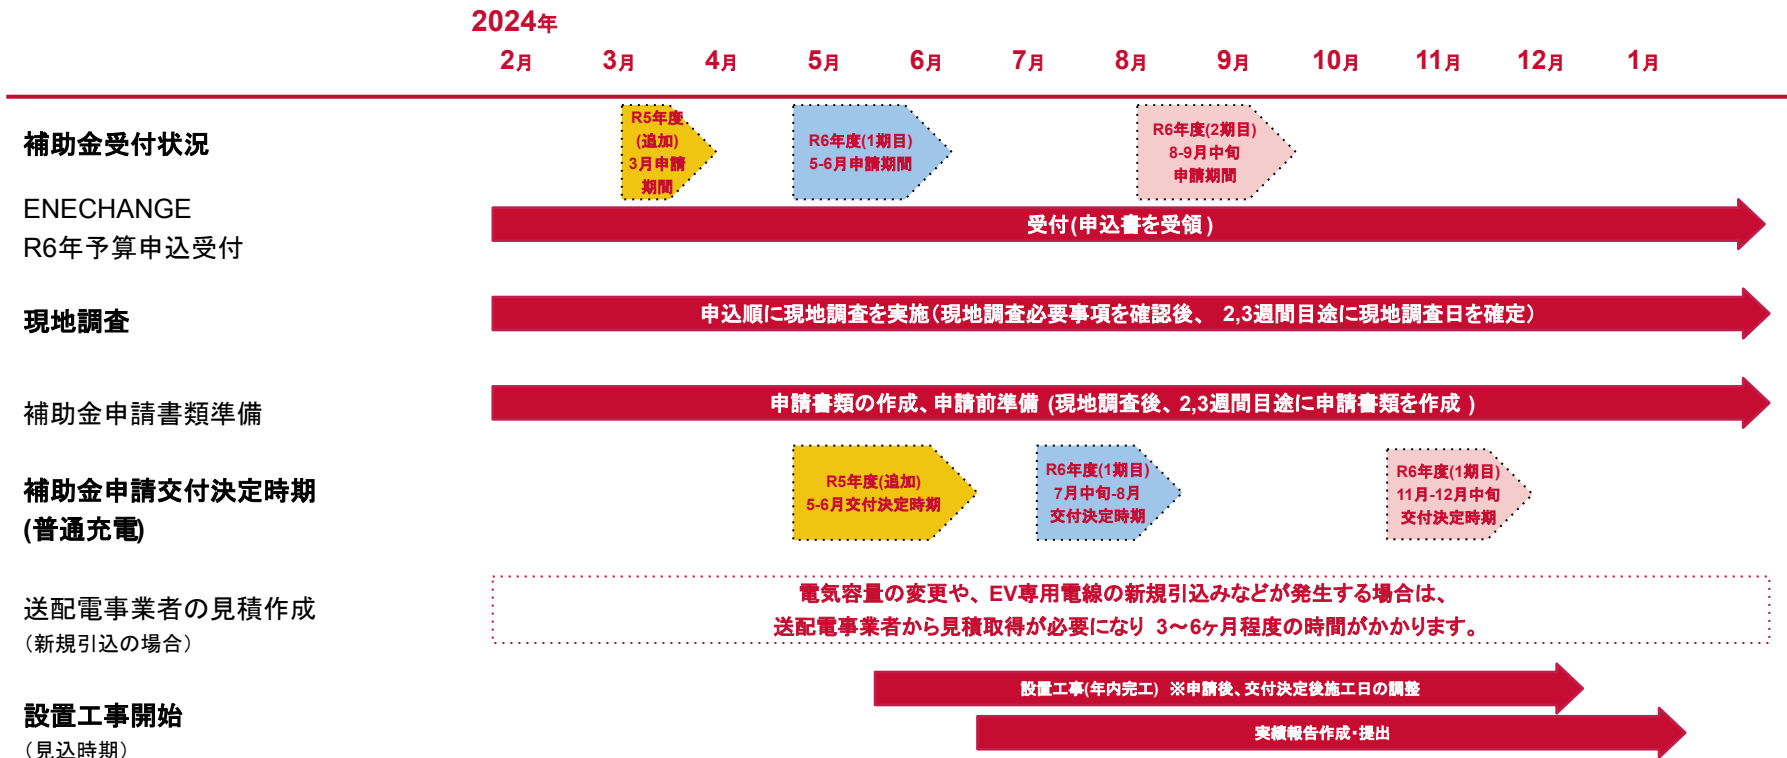 2024年
2月 3月 4月 5月 6月 7月 8月 9月 10月 11月 12月 1月
補助金受付状況
R5年度
(追加)
3月申請
期間
R6年度(1期目)
5-6月申請期間
R6年度(2期目)
8-9月中旬
申請期間
ENECHANGE
R6年予算申込受付
受付(申込書を受領)
現地調査
申込順に現地調査を実施(現地調査必要事項を確認後、 2,3週間目途に現地調査日を確定)
補助金申請書類準備
申請書類の作成、申請前準備 (現地調査後、2,3週間目途に申請書類を作成 )
補助金申請交付決定時期
(普通充電)
R5年度(追加)
5-6月交付決定時期
R6年度(1期目)
7月中旬-8月
交付決定時期
R6年度(1期目)
11月-12月中旬
交付決定時期
送配電事業者の見積作成
(新規引込の場合)
電気容量の変更や、EV専用電線の新規引込みなどが発生する場合は、
送配電事業者から見積取得が必要になり 3〜6ヶ月程度の時間がかかります。
設置工事開始
(見込時期)
設置工事(年内完工) ※申請後、交付決定後施工日の調整
実績報告作成・提出